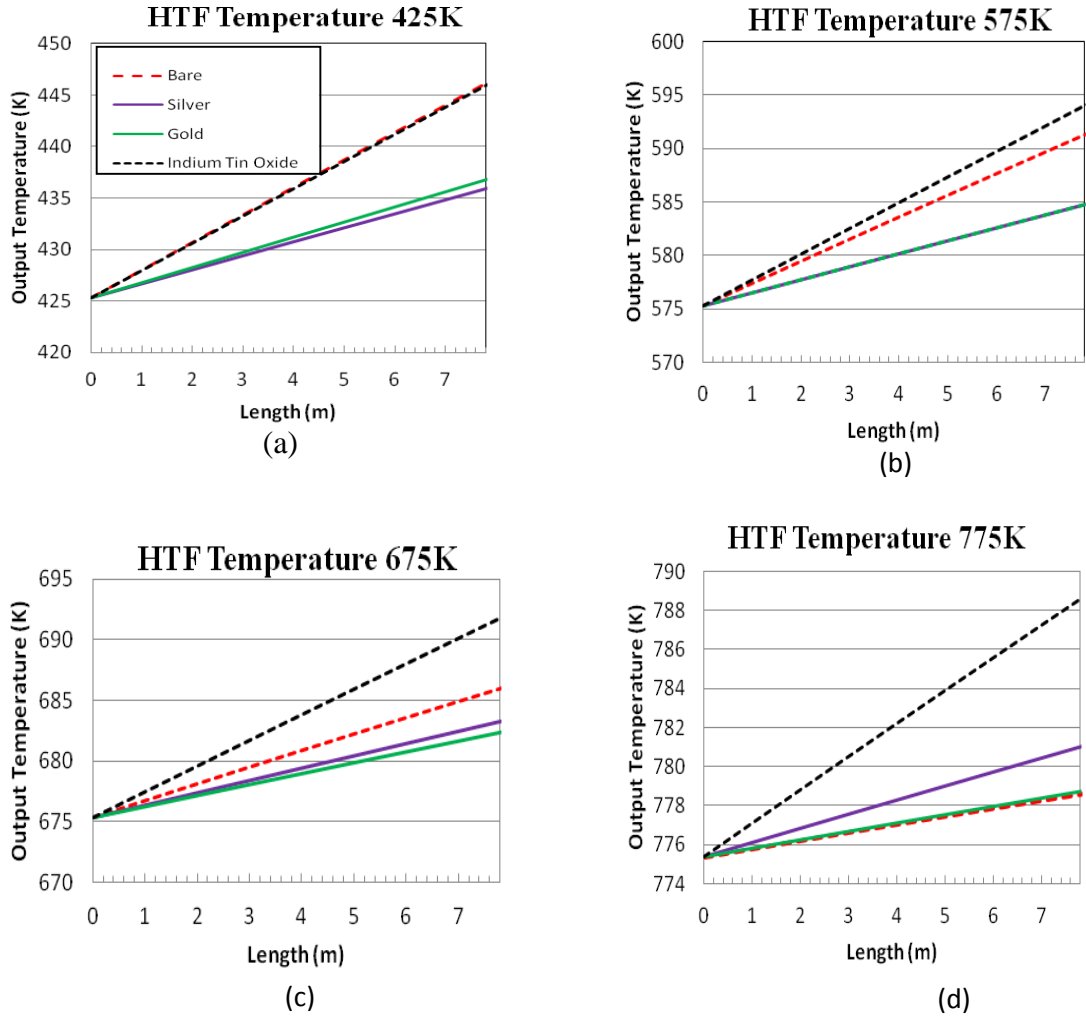 HTF Temperature 425K
Output Temperature (K)
450
445
440
435
430
425
420
Bare
Silver
Gold
Indium Tin Oxide
0 1 2 3 4 5 6 7
Length (m)
(a)
HTF Temperature 575K
Output Temperature (K)
600
595
590
585
580
575
570
0 1 2 3 4 5 6 7
Length (m)
(b)
HTF Temperature 675K
Output Temperature (K)
695
690
685
680
675
670
0 1 2 3 4 5 6 7
Length (m)
(c)
HTF Temperature 775K
Output Temperature (K)
790
788
786
784
782
780
778
776
774
0 1 2 3 4 5 6 7
Length (m)
(d)